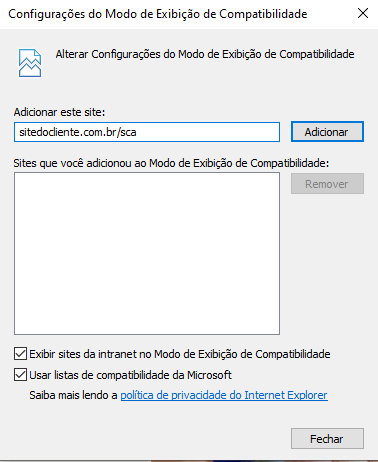 Configurações do Modo de Exibição de Compatibilidade
Alterar Configurações do Modo de Exibição de Compatibilidade
Adicionar este site:
sitedocliente.com.br/sca
Adicionar
Sites que você adicionou ao Modo de Exibição de Compatibilidade:
Remover
Exibir sites da intranet no Modo de Exibição de Compatibilidade
Usar listas de compatibilidade da Microsoft
Saiba mais lendo a política de privacidade do Internet Explorer
Fechar